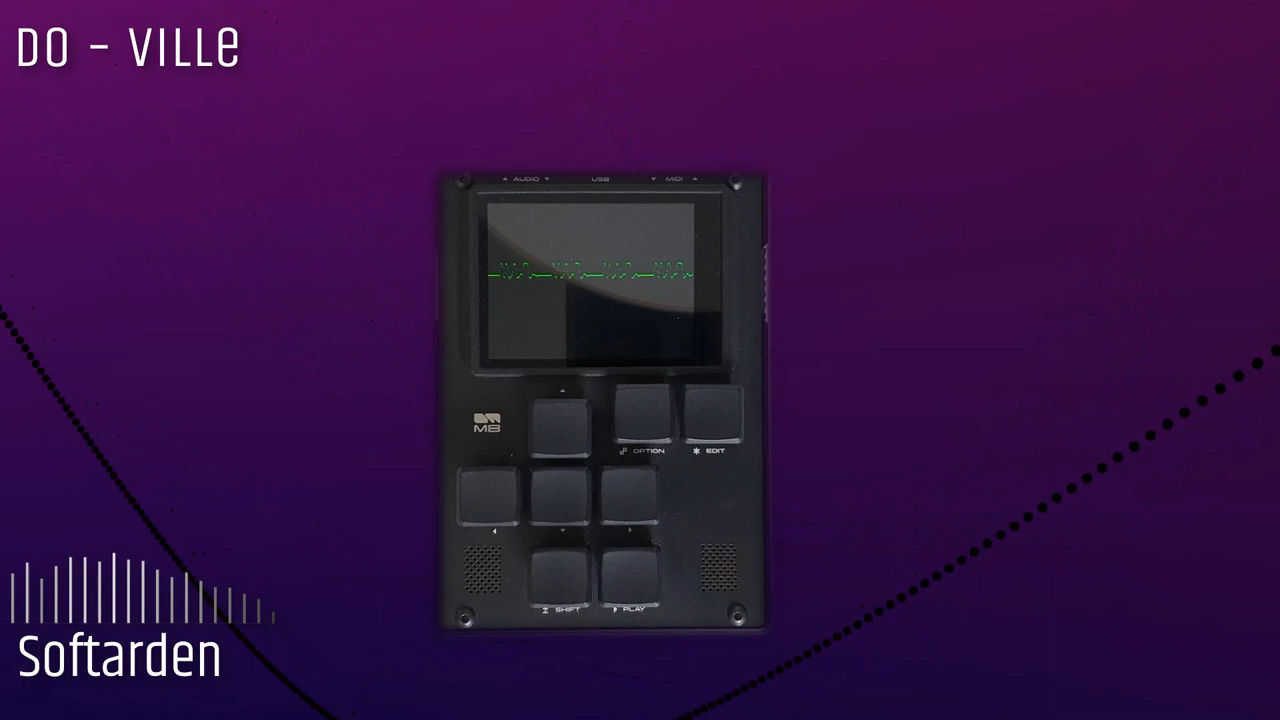 DO - VILLe
AUDIO USB MIDI
M8
OPTION EDIT
SHIFT PLAY
Softarden